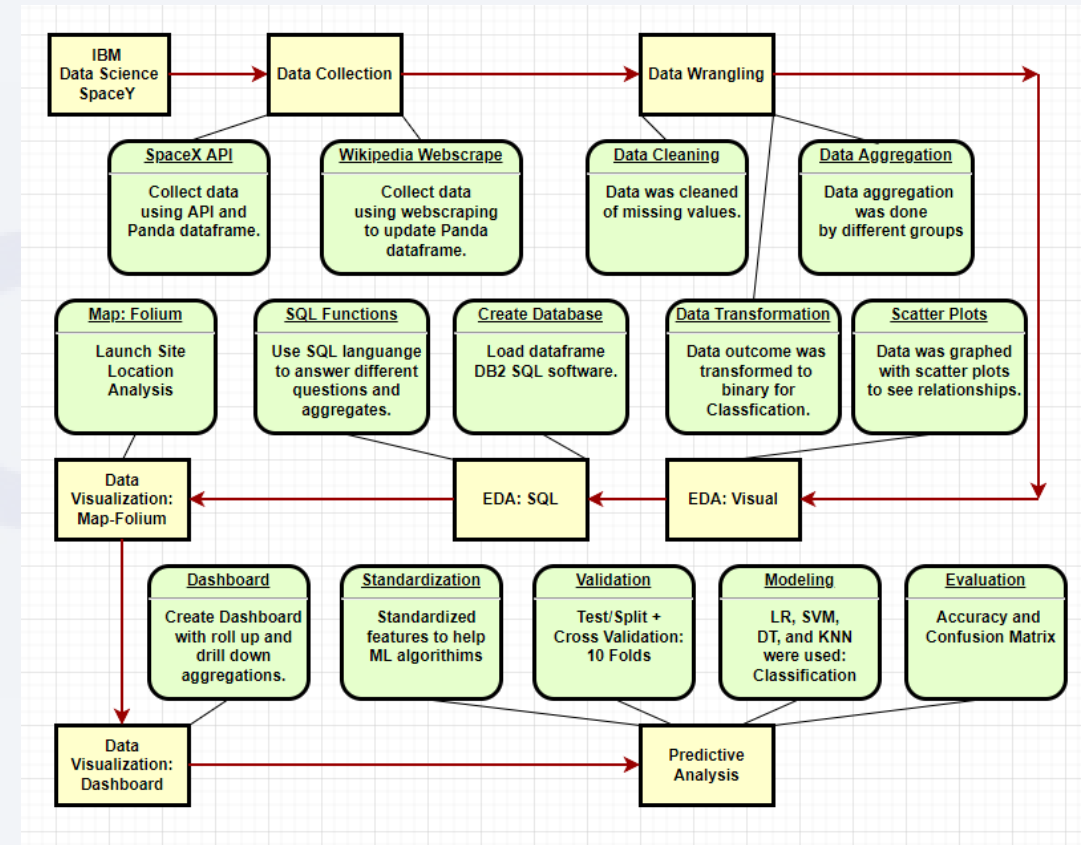 IBM
Data Science
SpaceY
Data Collection
Data Wrangling
SpaceX API
Collect data
using API and
Panda dataframe.
Wikipedia Webscrape
Collect data
using webscraping
to update Panda
dataframe.
Data Cleaning
Data was cleaned
of missing values.
Data Aggregation
Data aggregation
was done
by different groups
Map: Folium
Launch Site
Location
Analysis
SQL Functions
Use SQL languange
to answer different
questions and
aggregates.
Create Database
Load dataframe
DB2 SQL software.
Data Transformation
Data outcome was
transformed to
binary for
Classfication.
Scatter Plots
Data was graphed
with scatter plots
to see relationships.
Data
Visualization:
Map-Folium
EDA: SQL
EDA: Visual
Dashboard
Create Dashboard
with roll up and
drill down
aggregations.
Standardization
Standardized
features to help
ML algorithims
Validation
Test/Split +
Cross Validation:
10 Folds
Modeling
LR, SVM,
DT, and KNN
were used:
Classification
Evaluation
Accuracy and
Confusion Matrix
Data
Visualization:
Dashboard
Predictive
Analysis